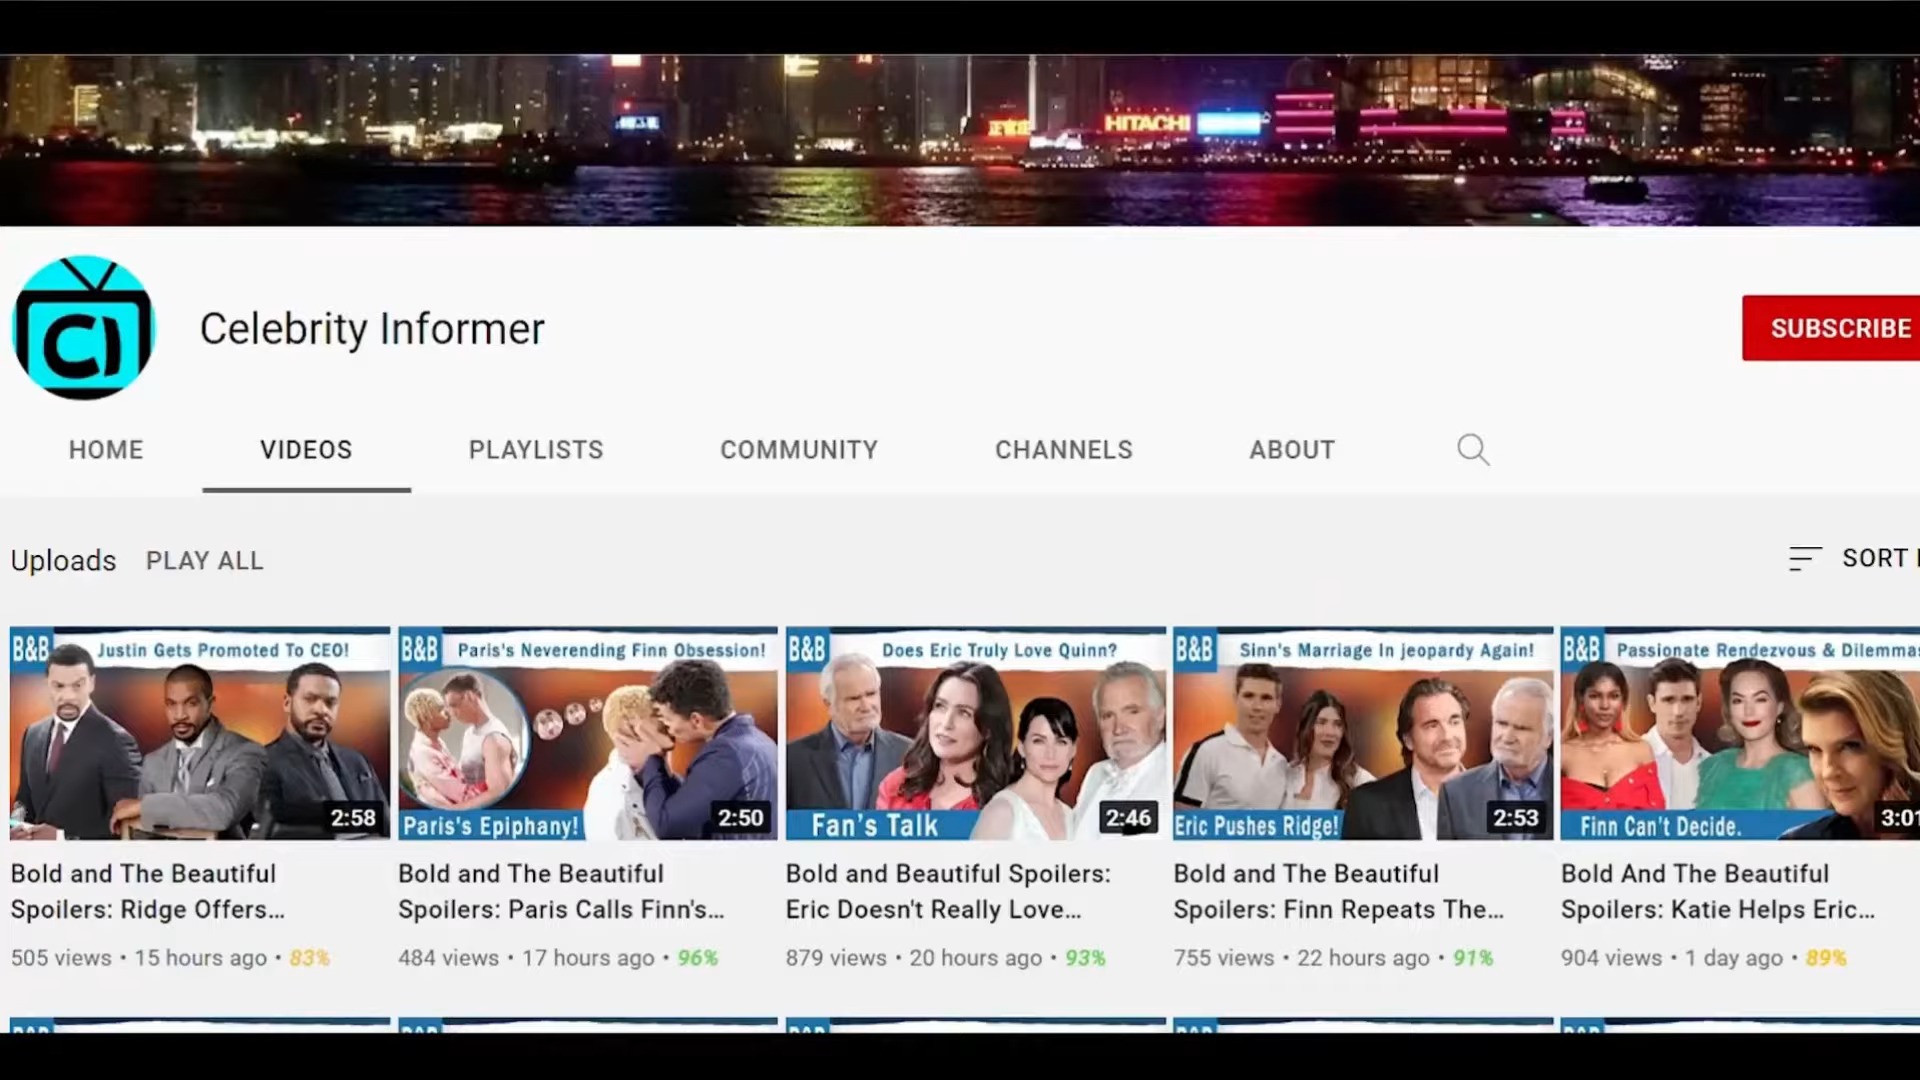 HITACHI
CI
Celebrity Informer
SUBSCRIBE
HOME
VIDEOS
PLAYLISTS
COMMUNITY
CHANNELS
ABOUT
Uploads
PLAY ALL
SORT
B&B
Justin Gets Promoted To CEO!
2:58
B&B
Paris's Neverending Finn Obsession!
Paris's Epiphany!
2:50
B&B
Does Eric Truly Love Quinn?
Fan's Talk
2:46
B&B
Sinn's Marriage In jeopardy Again!
Eric Pushes Ridge!
2:53
B&B
Passionate Rendezvous & Dilemmas
Finn Can't Decide.
3:01
Bold and The Beautiful
Spoilers: Ridge Offers...
505 views • 15 hours ago • 83%
Bold and The Beautiful
Spoilers: Paris Calls Finn's...
484 views • 17 hours ago • 96%
Bold and Beautiful Spoilers:
Eric Doesn't Really Love...
879 views • 20 hours ago • 93%
Bold and The Beautiful
Spoilers: Finn Repeats The...
755 views • 22 hours ago • 91%
Bold And The Beautiful
Spoilers: Katie Helps Eric...
904 views • 1 day ago • 89%